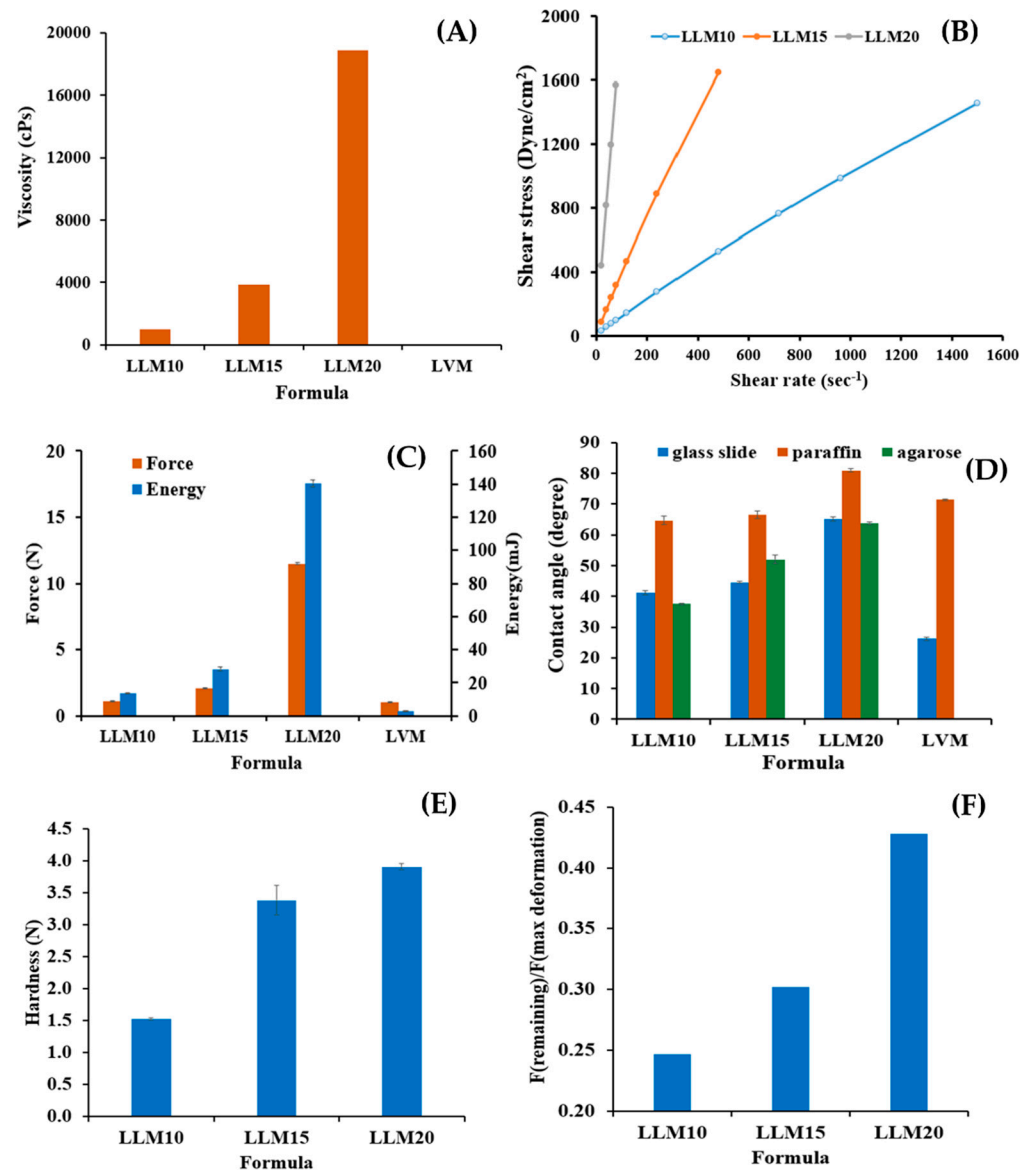 (A)
Viscosity (cPs)
20000
16000
12000
8000
4000
0
LLM10 LLM15 LLM20 LVM
Formula
(B)
LLM10 LLM15 LLM20
Shear stress (Dyne/cm²)
2000
1600
1200
800
400
0
0 200 400 600 800 1000 1200 1400 1600
Shear rate (sec⁻¹)
(C)
Force
Energy
Force (N)
20
15
10
5
0
Energy(mJ)
160
140
120
100
80
60
40
20
0
LLM10 LLM15 LLM20 LVM
Formula
(D)
glass slide paraffin agarose
Contact angle (degree)
90
80
70
60
50
40
30
20
10
0
LLM10 LLM15 LLM20 LVM
Formula
(E)
Hardness (N)
4.5
4.0
3.5
3.0
2.5
2.0
1.5
1.0
0.5
0.0
LLM10 LLM15 LLM20
Formula
(F)
F(remaining)/F(max deformation)
0.45
0.40
0.35
0.30
0.25
0.20
LLM10 LLM15 LLM20
Formula